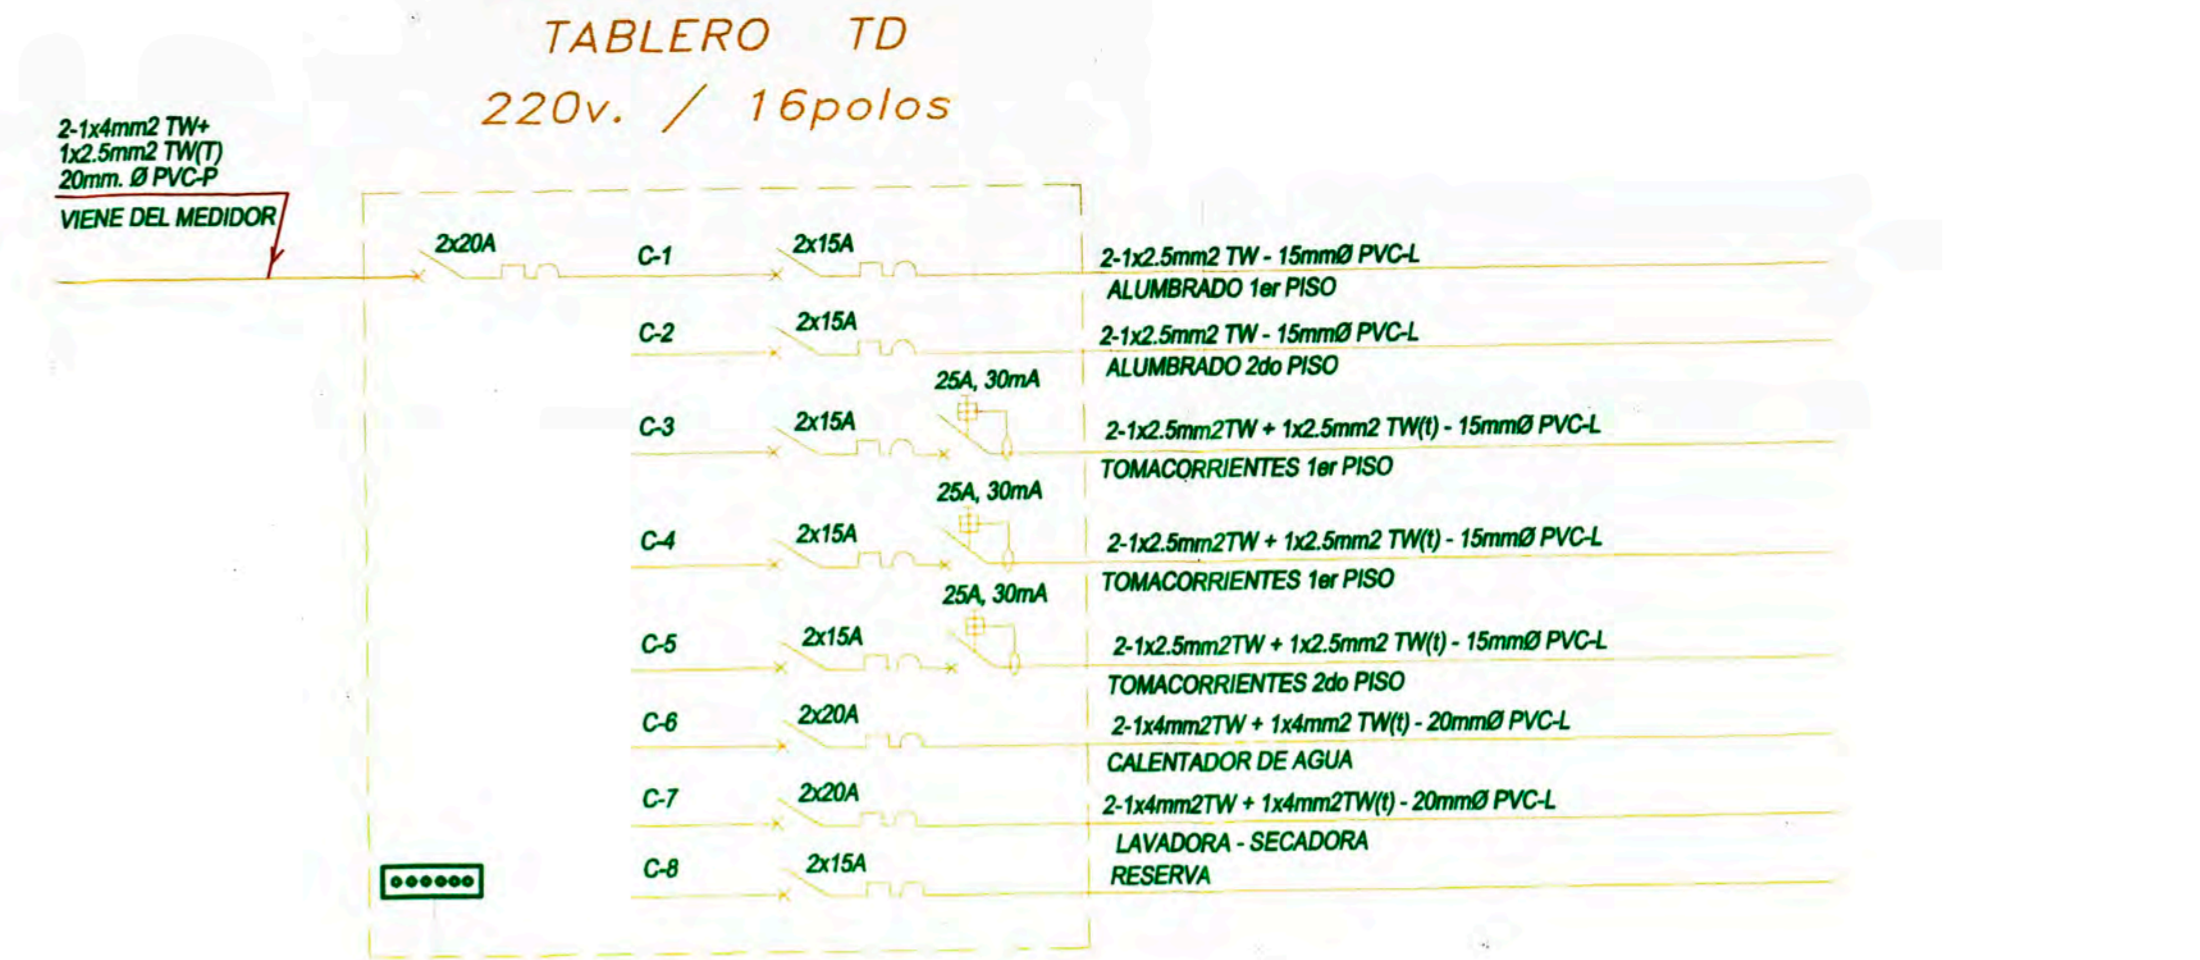 TABLERO TD
220v. / 16polos
2-1x4mm2 TW+
1x2.5mm2 TW(T)
20mm. Ø PVC-P
VIENE DEL MEDIDOR
2x20A
C-1
2x15A
2-1x2.5mm2 TW - 15mmØ PVC-L
ALUMBRADO 1er PISO
C-2
2x15A
2-1x2.5mm2 TW - 15mmØ PVC-L
ALUMBRADO 2do PISO
25A, 30mA
C-3
2x15A
2-1x2.5mm2TW + 1x2.5mm2 TW(t) - 15mmØ PVC-L
TOMACORRIENTES 1er PISO
25A, 30mA
C-4
2x15A
2-1x2.5mm2TW + 1x2.5mm2 TW(t) - 15mmØ PVC-L
TOMACORRIENTES 1er PISO
25A, 30mA
C-5
2x15A
2-1x2.5mm2TW + 1x2.5mm2 TW(t) - 15mmØ PVC-L
TOMACORRIENTES 2do PISO
C-6
2x20A
2-1x4mm2TW + 1x4mm2 TW(t) - 20mmØ PVC-L
CALENTADOR DE AGUA
C-7
2x20A
2-1x4mm2TW + 1x4mm2TW(t) - 20mmØ PVC-L
LAVADORA - SECADORA
C-8
2x15A
RESERVA